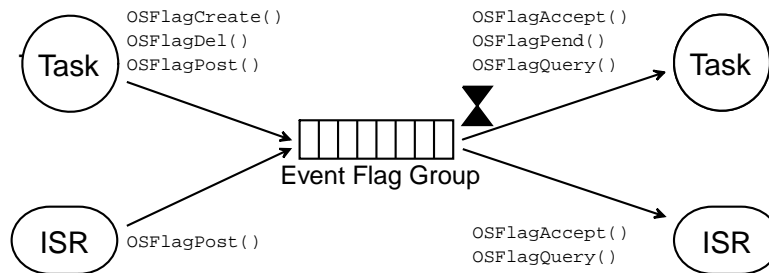 OSFlagCreate()
OSFlagDel()
OSFlagPost()
Task
OSFlagAccept()
OSFlagPend()
OSFlagQuery()
Task
Event Flag Group
ISR
OSFlagPost()
OSFlagAccept()
OSFlagQuery()
ISR